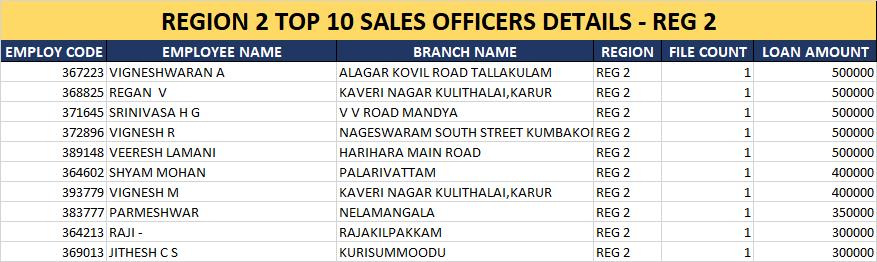 REGION 2 TOP 10 SALES OFFICERS DETAILS - REG 2
EMPLOY CODE EMPLOYEE NAME BRANCH NAME REGION FILE COUNT LOAN AMOUNT
367223 VIGNESHWARAN A ALAGAR KOVIL ROAD TALLAKULAM REG 2 1 500000
368825 REGAN  V KAVERI NAGAR KULITHALAI,KARUR REG 2 1 500000
371645 SRINIVASA H G V V ROAD MANDYA REG 2 1 500000
372896 VIGNESH R NAGESWARAM SOUTH STREET KUMBAKO REG 2 1 500000
389148 VEERESH LAMANI HARIHARA MAIN ROAD REG 2 1 500000
364602 SHYAM MOHAN PALARIVATTAM REG 2 1 400000
393779 VIGNESH M KAVERI NAGAR KULITHALAI,KARUR REG 2 1 400000
383777 PARMESHWAR NELAMANGALA REG 2 1 350000
364213 RAJI - RAJAKILPAKKAM REG 2 1 300000
369013 JITHESH C S KURISUMMOODU REG 2 1 300000